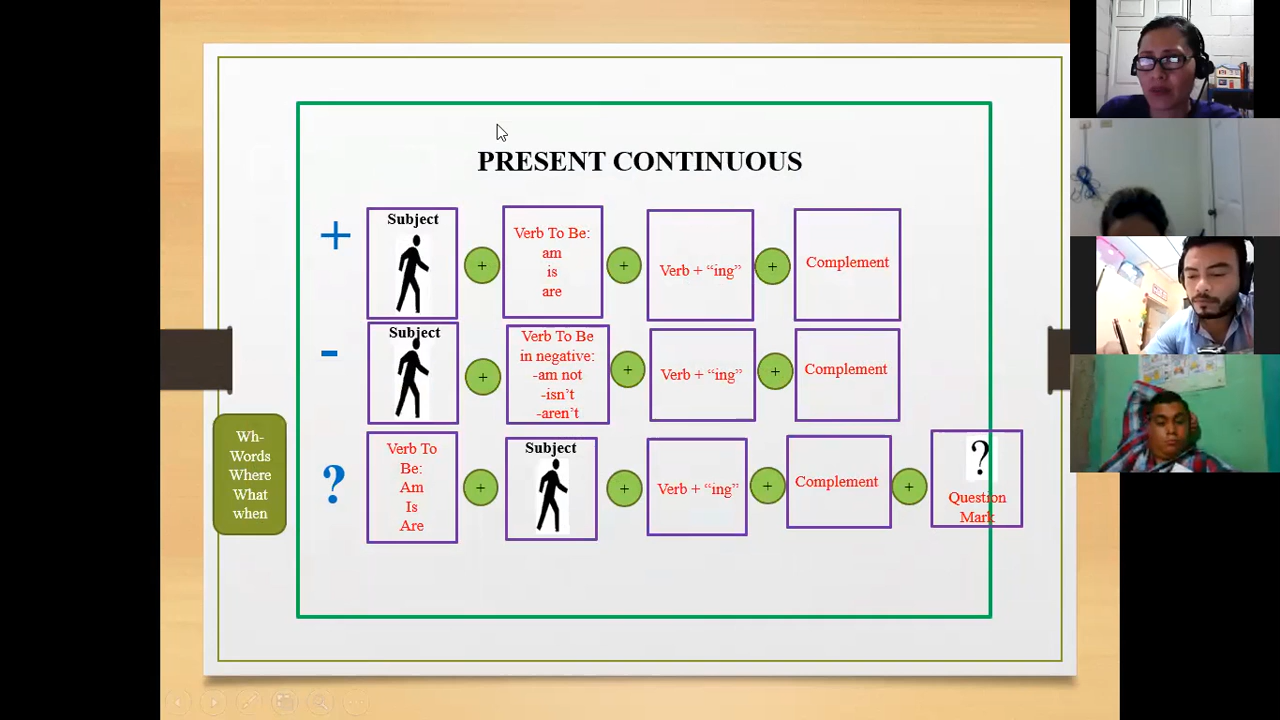 PRESENT CONTINUOUS
+
Subject
+
Verb To Be:
am
is
are
+
Verb + “ing”
+
Complement
-
Subject
+
Verb To Be
in negative:
-am not
-isn’t
-aren’t
+
Verb + “ing”
+
Complement
Wh-
Words
Where
What
when
?
Verb To
Be:
Am
Is
Are
+
Subject
+
Verb + “ing”
+
Complement
+
?
Question
Mark